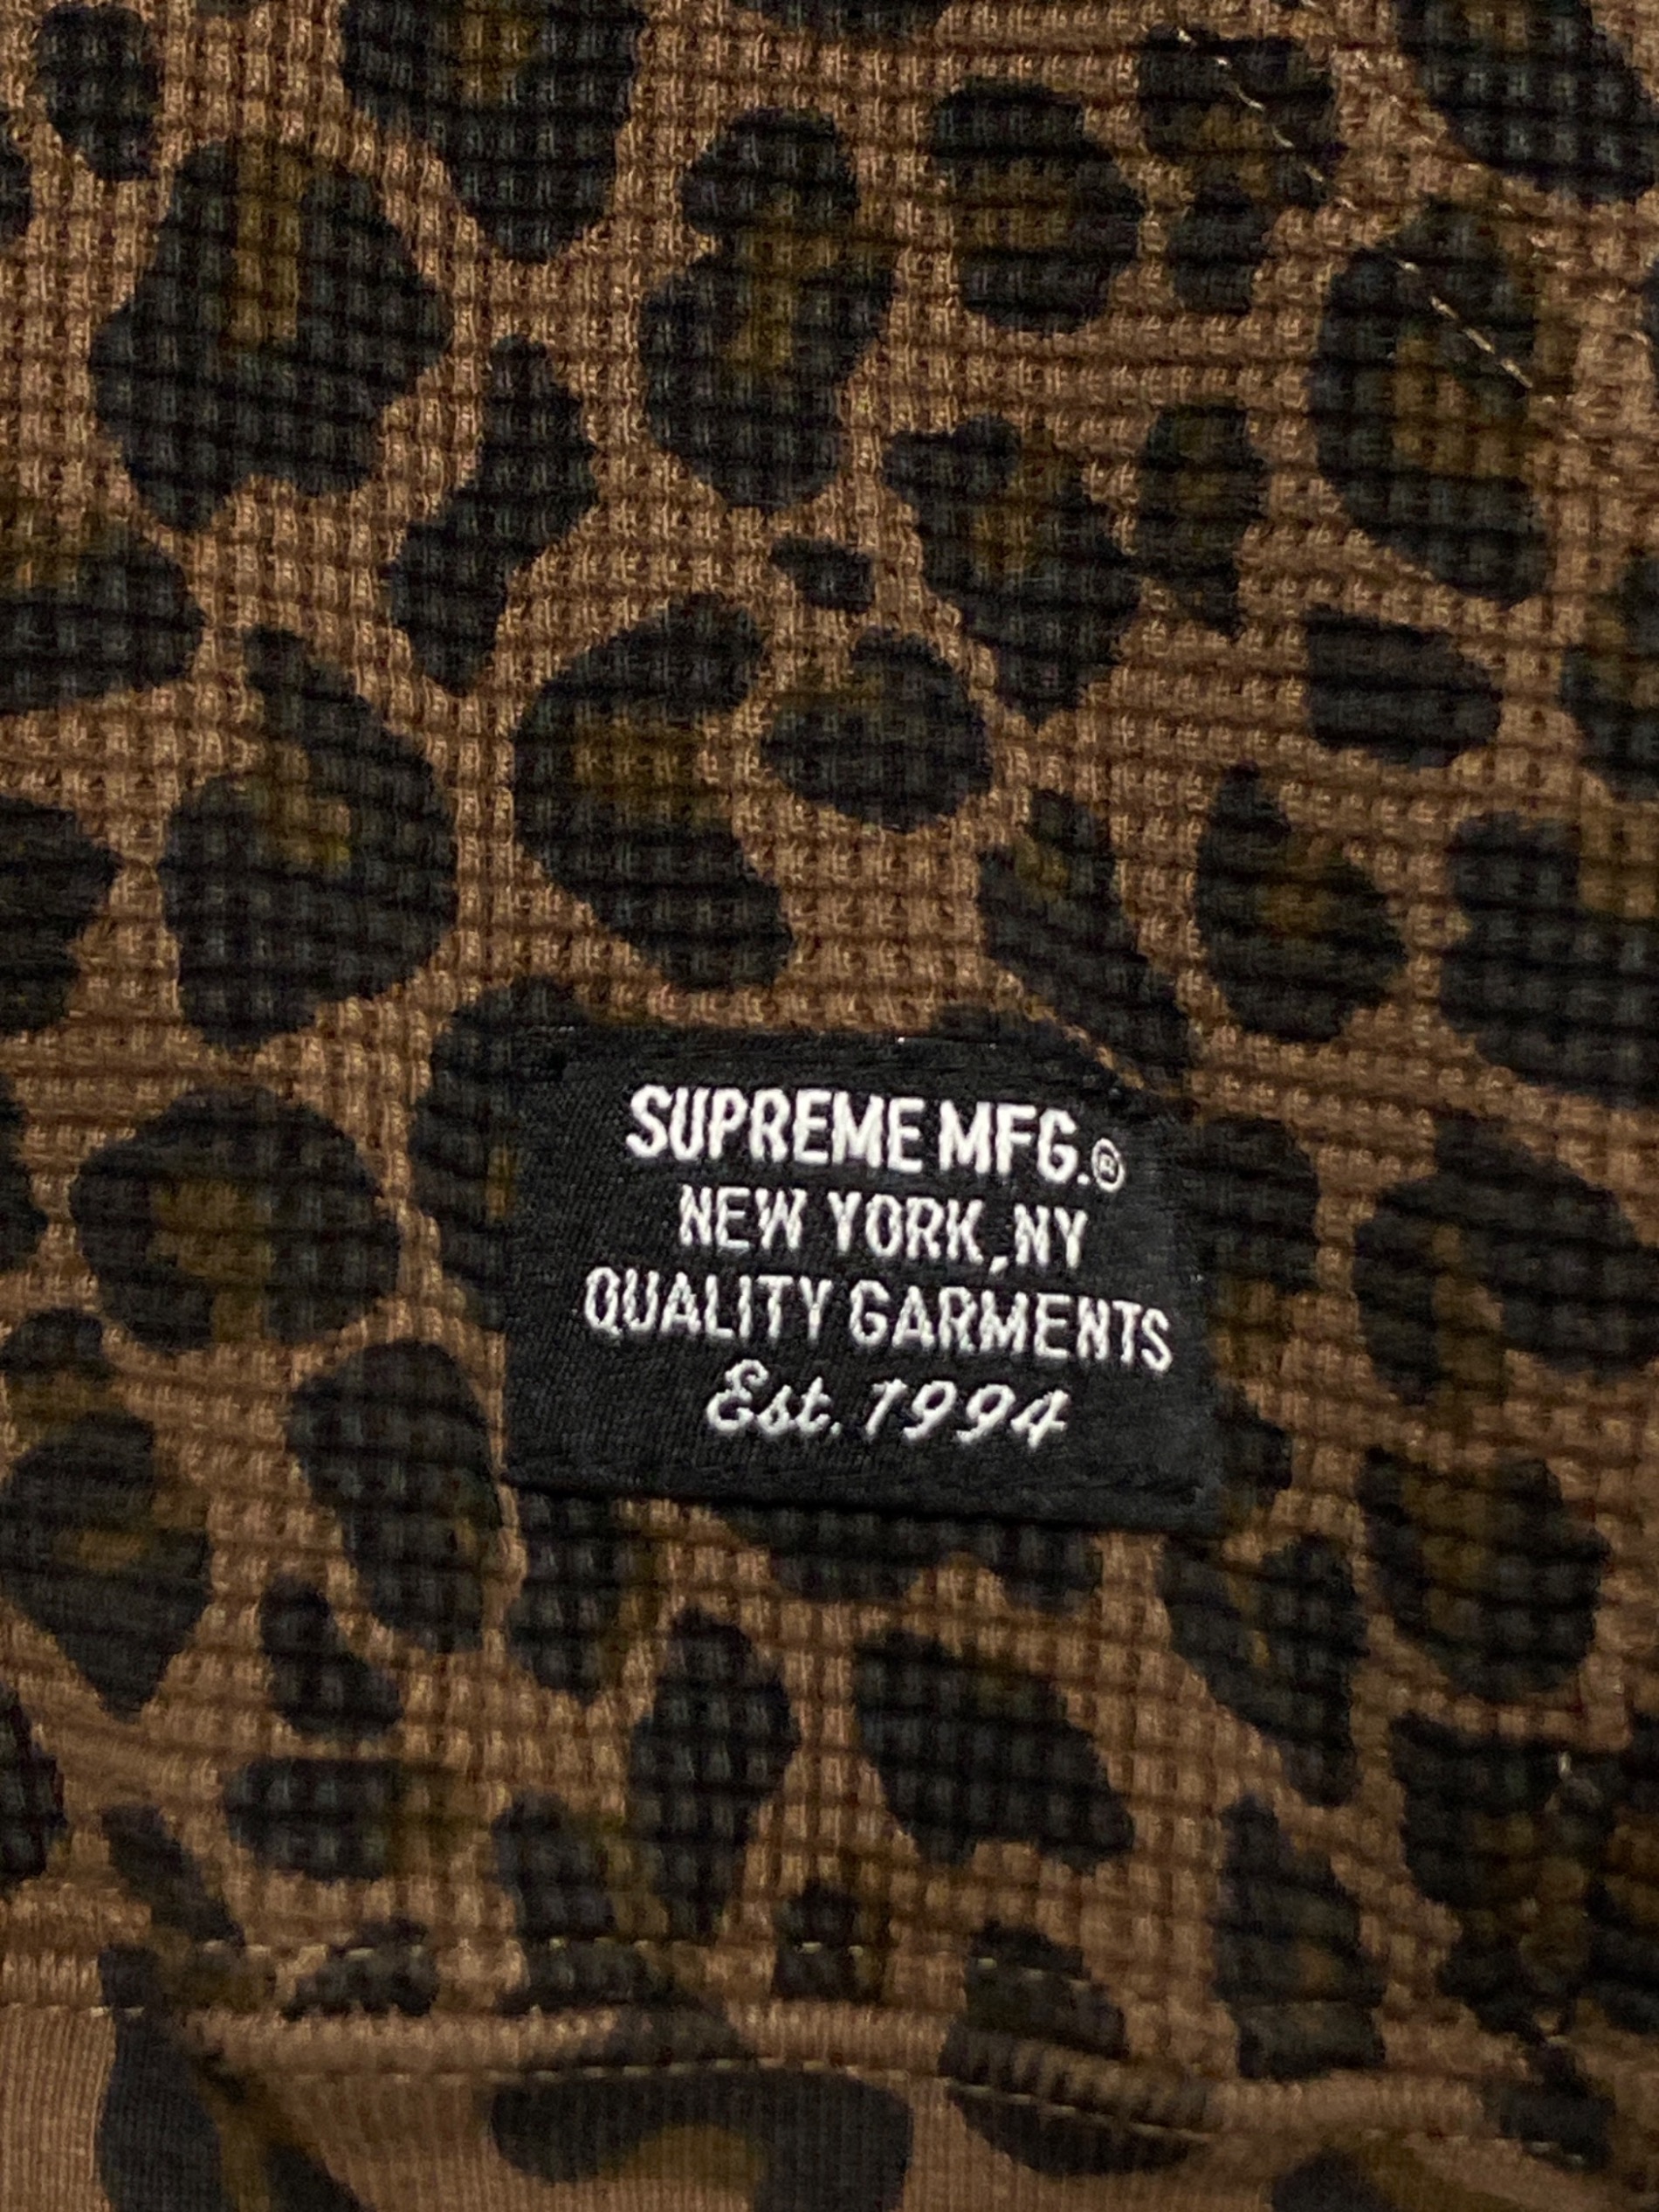 SUPREME MFG.®
NEW YORK, NY
QUALITY GARMENTS
Est. 1994